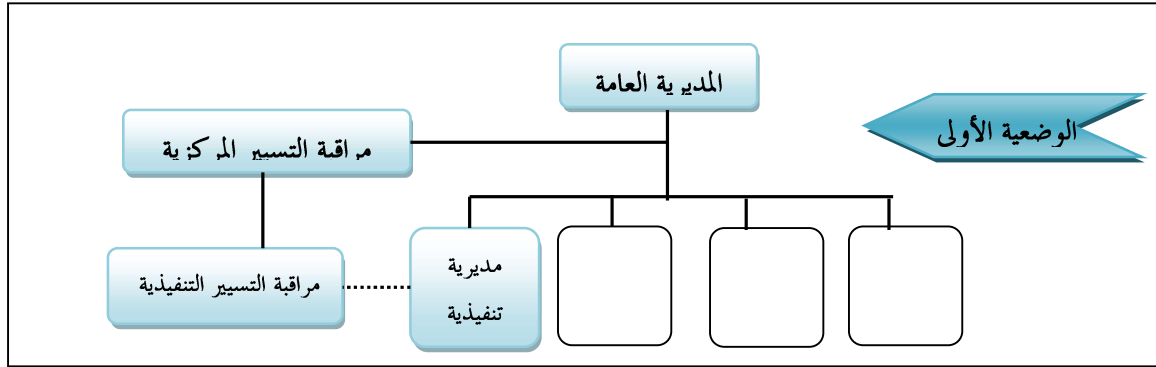 المديرية العامة
الوضعية الأولى
مراقبة التسيير المركزية
مديرية
تنفيذية
مراقبة التسيير التنفيذية